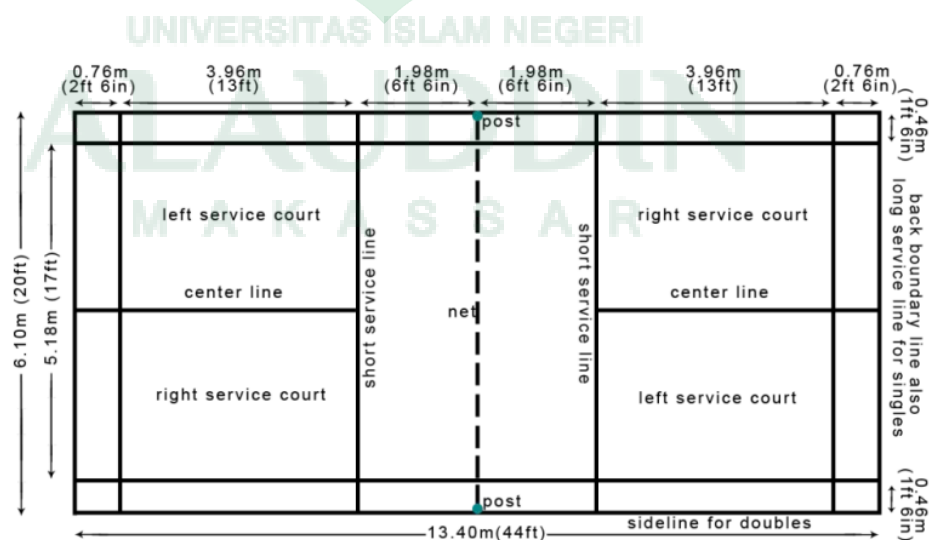 UNIVERSITAS ISLAM NEGERI
ALAUDDIN
MAKASSAR
0.76m
(2ft 6in)
3.96m
(13ft)
1.98m
(6ft 6in)
1.98m
(6ft 6in)
3.96m
(13ft)
0.76m
(2ft 6in)
0.46m
(1ft 6in)
post
left service court
right service court
short service line
short service line
6.10m (20ft)
5.18m (17ft)
center line
center line
net
back boundary line also
long service line for singles
right service court
left service court
post
0.46m
(1ft 6in)
sideline for doubles
13.40m(44ft)